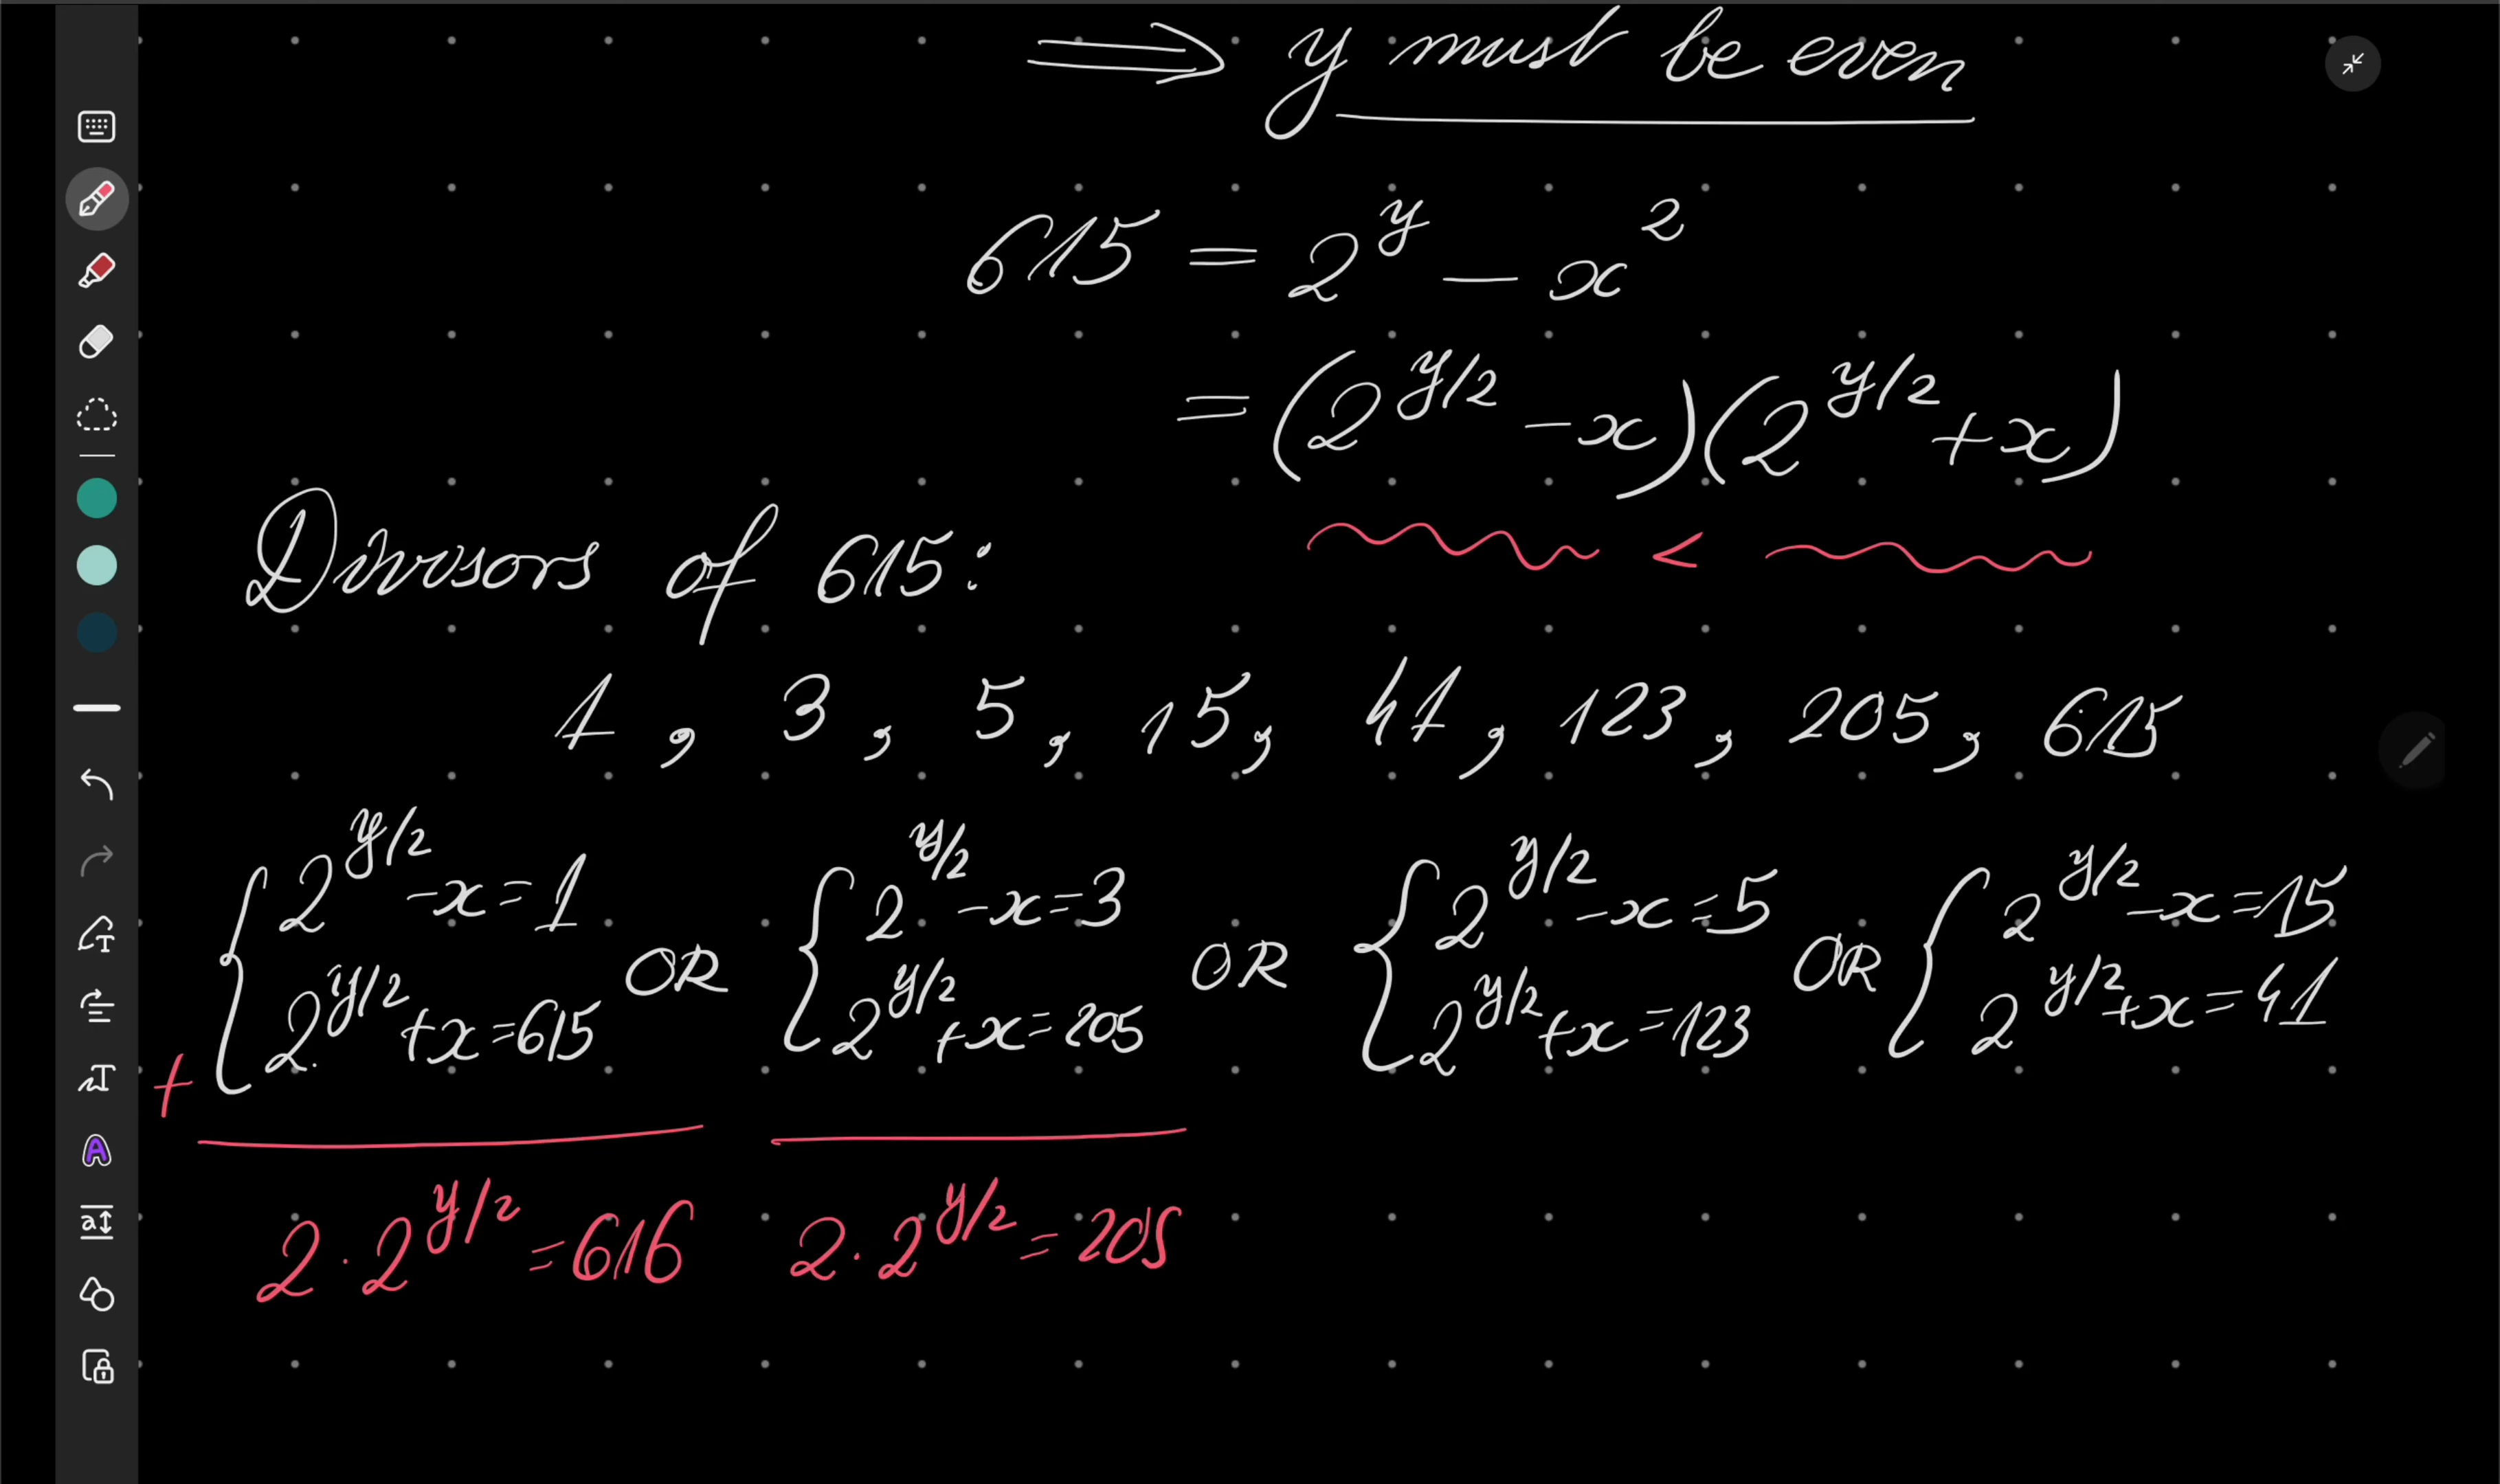 ⟹ y must be even
615 = 2^y − x^2
= (2^{y/2} − x)(2^{y/2} + x)
<
Divisors of 615:
1, 3, 5, 15, 41, 123, 205, 615
{ 2^{y/2} − x = 1 OR { 2^{y/2} − x = 3 OR { 2^{y/2} − x = 5 OR { 2^{y/2} − x = 15
2^{y/2} + x = 615 2^{y/2} + x = 205 2^{y/2} + x = 123 2^{y/2} + x = 41
+
2 · 2^{y/2} = 616 2 · 2^{y/2} = 205